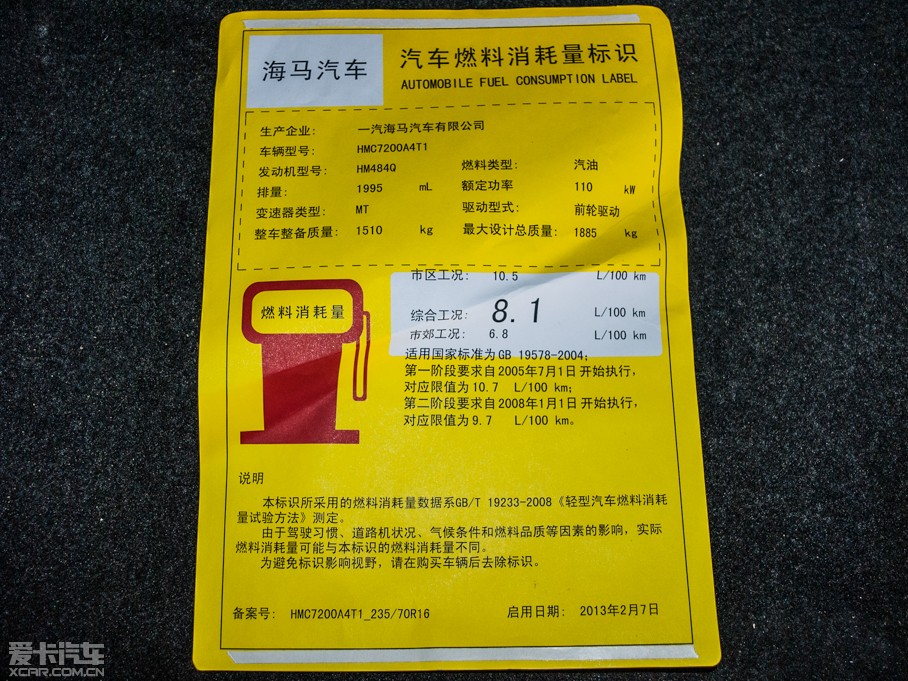 海马汽车
汽车燃料消耗量标识
AUTOMOBILE FUEL CONSUMPTION LABEL
生产企业: 一汽海马汽车有限公司
车辆型号: HMC7200A4T1
发动机型号: HM484Q 燃料类型: 汽油
排量: 1995 mL 额定功率 110 kW
变速器类型: MT 驱动型式: 前轮驱动
整车整备质量: 1510 kg 最大设计总质量: 1885 kg
燃料消耗量
市区工况: 10.5 L/100 km
综合工况: 8.1 L/100 km
市郊工况: 6.8 L/100 km
适用国家标准为GB 19578-2004;
第一阶段要求自2005年7月1日开始执行,
对应限值为10.7 L/100 km;
第二阶段要求自2008年1月1日开始执行,
对应限值为9.7 L/100 km。
说明
本标识所采用的燃料消耗量数据系GB/T 19233-2008《轻型汽车燃料消耗
量试验方法》测定。
由于驾驶习惯、道路机状况、气候条件和燃料品质等因素的影响,实际
燃料消耗量可能与本标识的燃料消耗量不同。
为避免标识影响视野,请在购买车辆后去除标识。
备案号: HMC7200A4T1_235/70R16 启用日期: 2013年2月7日
爱卡汽车
XCAR.COM.CN